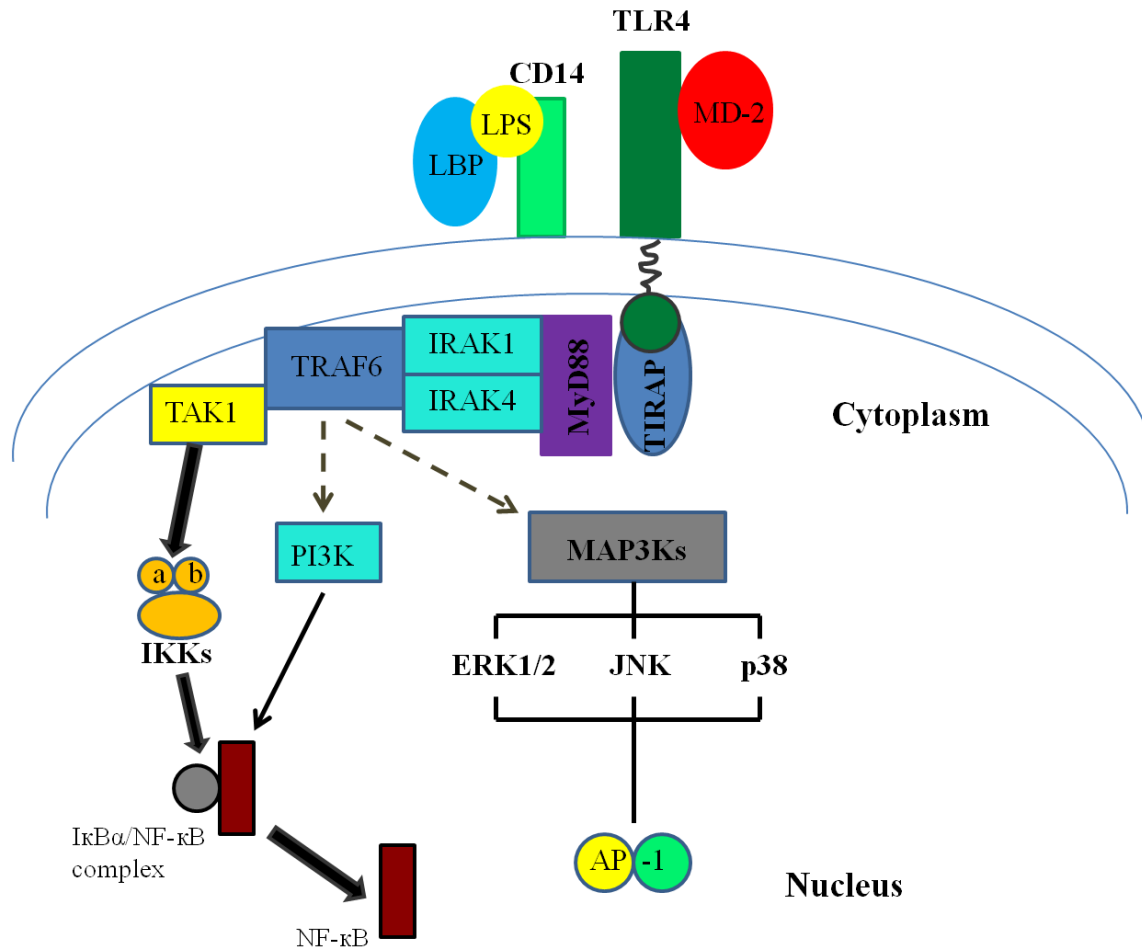 TLR4
CD14
LPS
MD-2
LBP
IRAK1
TRAF6
IRAK4
MyD88
TIRAP
TAK1
Cytoplasm
PI3K
MAP3Ks
a b
IKKs
ERK1/2 JNK p38
IκBα/NF-κB
complex
AP -1
Nucleus
NF-κB